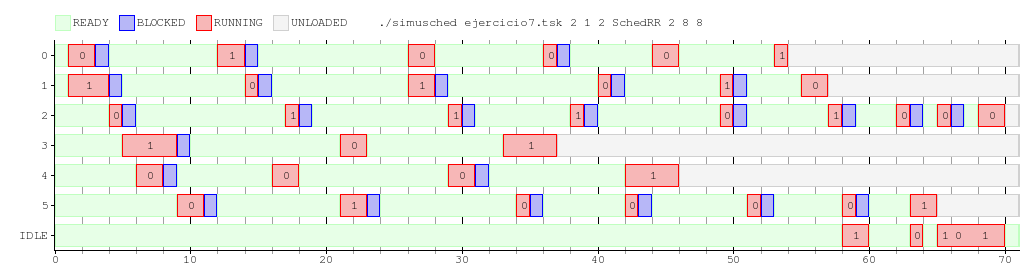 READY BLOCKED RUNNING UNLOADED ./simusched ejercicio7.tsk 2 1 2 SchedRR 2 8 8
0 0 1 0 0 0 1
1 1 0 1 0 1 0
2 0 1 1 1 0 1 0 0 0
3 1 0 1
4 0 0 0 1
5 0 1 0 0 0 0 1
IDLE 1 0 1 0 1
0 10 20 30 40 50 60 70